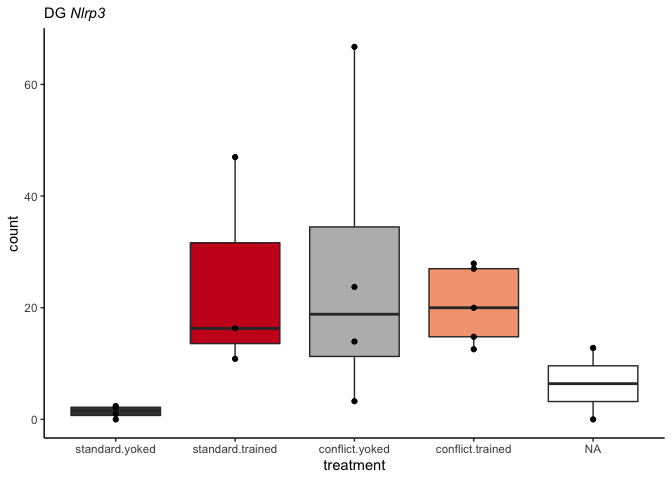 DG Nlrp3
count
60
40
20
0
standard.yoked standard.trained conflict.yoked conflict.trained NA
treatment